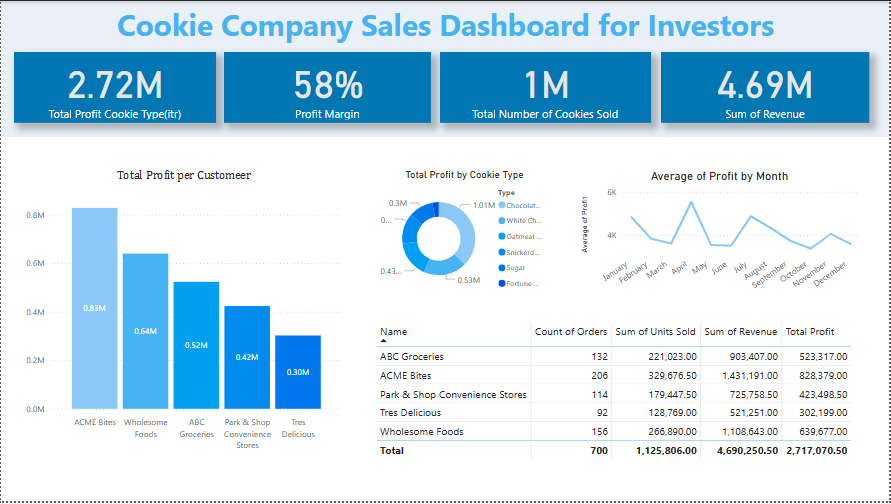 Cookie Company Sales Dashboard for Investors
2.72M
Total Profit Cookie Type(itr)
58%
Profit Margin
1M
Total Number of Cookies Sold
4.69M
Sum of Revenue
Total Profit per Customeer
0.8M
0.6M
0.4M
0.2M
0.0M
0.83M
0.64M
0.52M
0.42M
0.30M
ACME Bites
Wholesome
Foods
ABC
Groceries
Park & Shop
Convenience
Stores
Tres
Delicious
Total Profit by Cookie Type
0.3M
0...
0.43...
1.01M
0.53M
Type
Chocolat...
White Ch...
Oatmeal ...
Snickerd...
Sugar
Fortune ...
Average of Profit by Month
Average of Profit
6K
4K
January
February
March
April
May
June
July
August
September
October
November
December
Name Count of Orders Sum of Units Sold Sum of Revenue Total Profit
ABC Groceries 132 221,023.00 903,407.00 523,317.00
ACME Bites 206 329,676.50 1,431,191.00 828,379.00
Park & Shop Convenience Stores 114 179,447.50 725,758.50 423,498.50
Tres Delicious 92 128,769.00 521,251.00 302,199.00
Wholesome Foods 156 266,890.00 1,108,643.00 639,677.00
Total 700 1,125,806.00 4,690,250.50 2,717,070.50